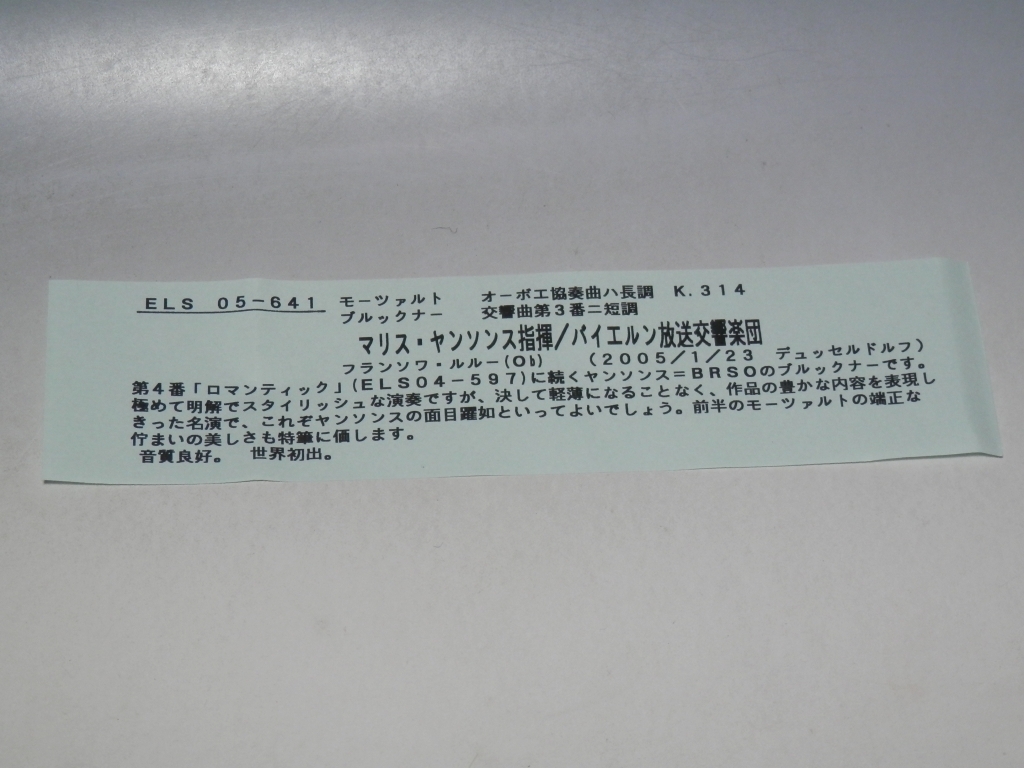 ELS 05-641 モーツァルト オーボエ協奏曲ハ長調 K.314
ブルックナー 交響曲第3番ニ短調
マリス・ヤンソンス指揮/バイエルン放送交響楽団
フランソワ・ルルー(Ob) (2005/1/23 デュッセルドルフ)
第4番「ロマンティック」(ELS04-597)に続くヤンソンス=BRSOのブルックナーです。
極めて明解でスタイリッシュな演奏ですが、決して軽薄になることなく、作品の豊かな内容を表現し
きった名演で、これぞヤンソンスの面目躍如といってよいでしょう。前半のモーツァルトの端正な
佇まいの美しさも特筆に価します。
音質良好。 世界初出。